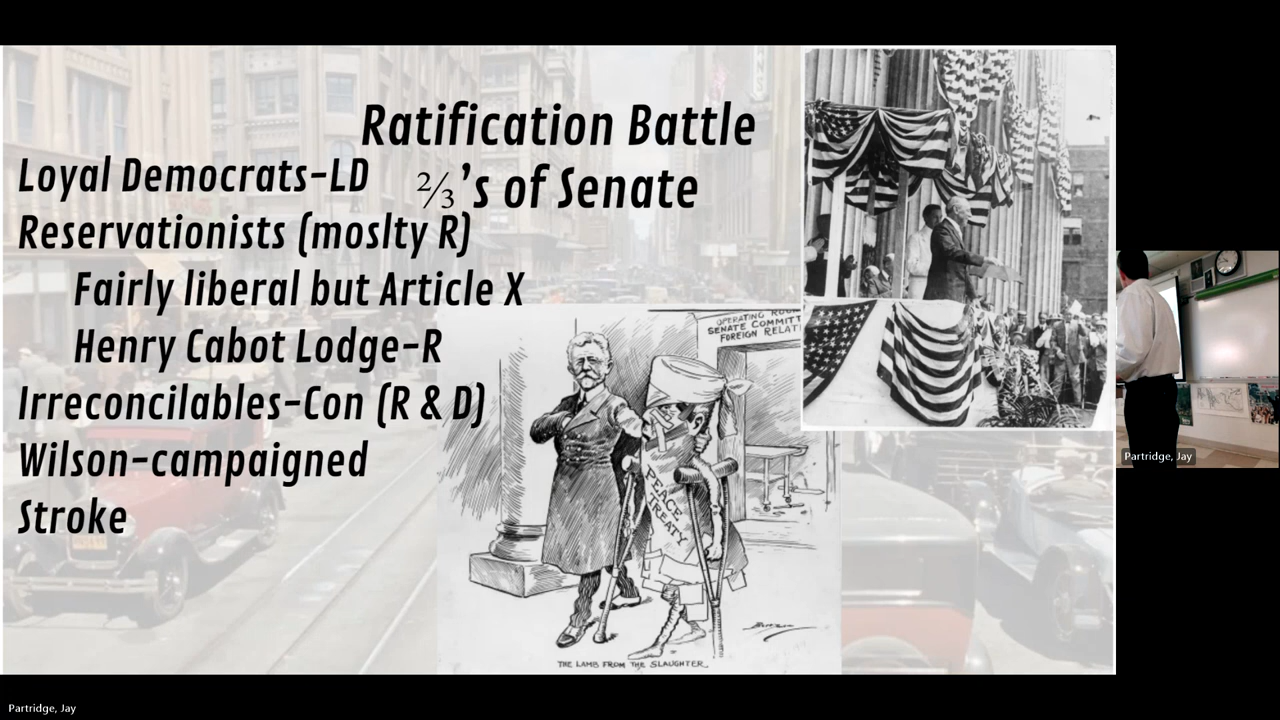 Ratification Battle
⅔'s of Senate
Loyal Democrats-LD
Reservationists (moslty R)
Fairly liberal but Article X
Henry Cabot Lodge-R
Irreconcilables-Con (R & D)
Wilson-campaigned
Stroke
OPERATING ROOM
SENATE COMMITT
FOREIGN RELATI
PEACE
TREATY
THE LAMB FROM THE SLAUGHTER
Partridge, Jay
Partridge, Jay